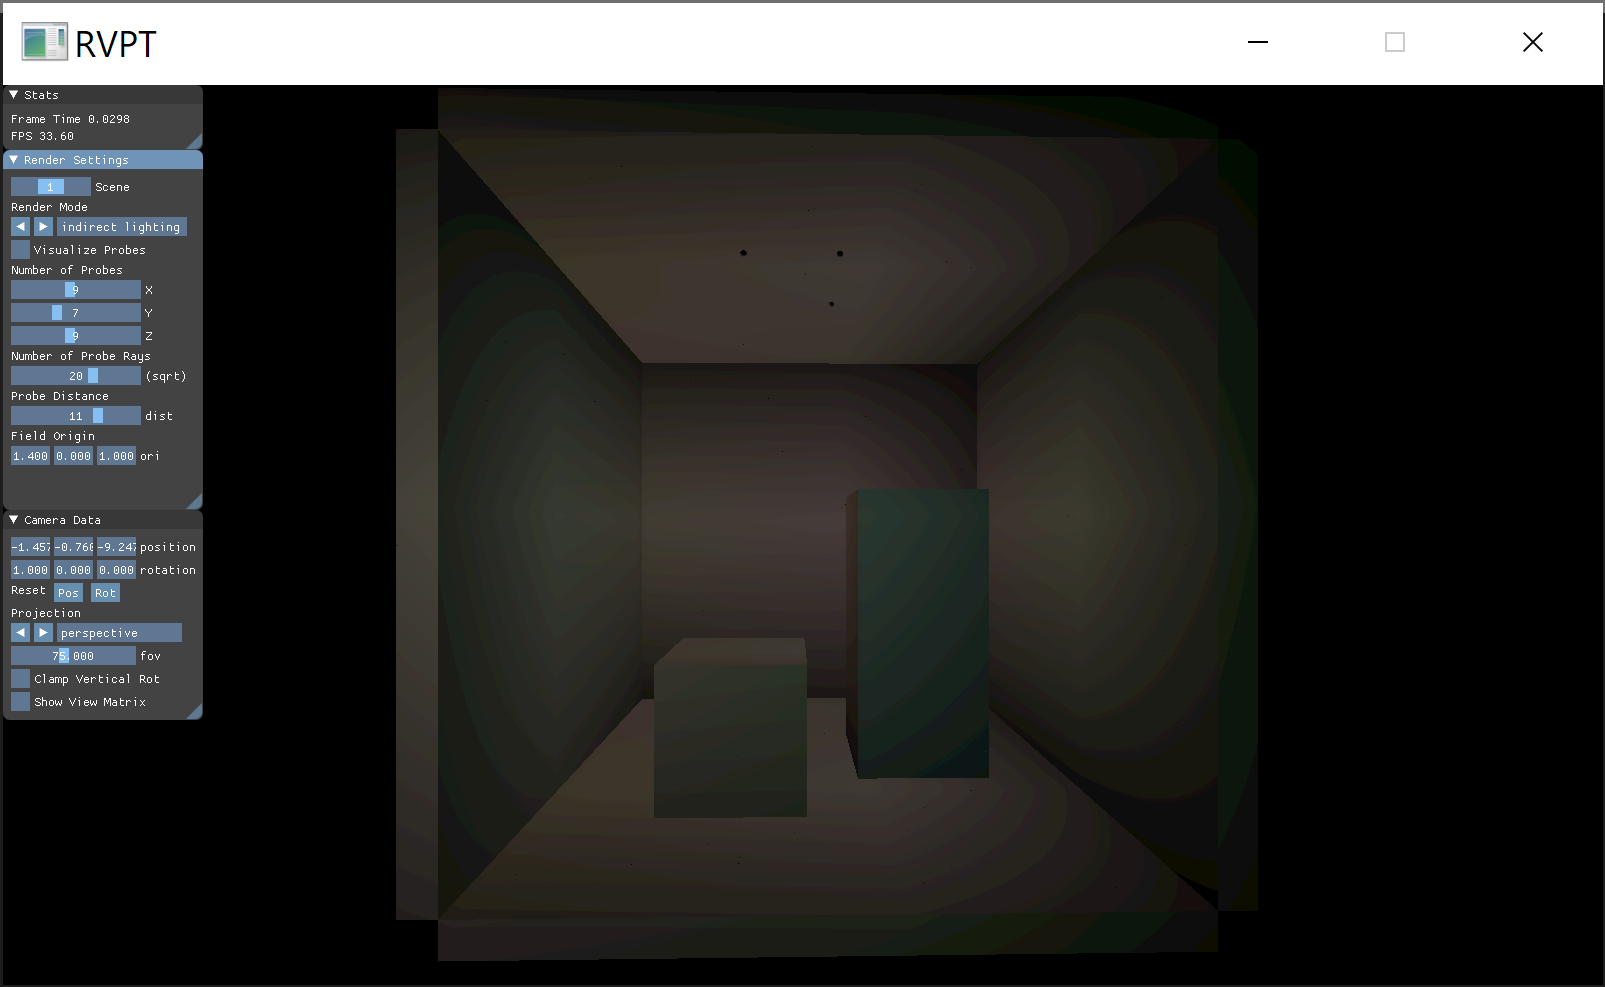 RVPT
Stats
Frame Time 0.0298
FPS 33.60
Render Settings
1 Scene
Render Mode
indirect lighting
Visualize Probes
Number of Probes
9 X
7 Y
9 Z
Number of Probe Rays
20 (sqrt)
Probe Distance
11 dist
Field Origin
1.400 0.000 1.000 ori
Camera Data
-1.457 -0.760 -9.247 position
1.000 0.000 0.000 rotation
Reset Pos Rot
Projection
perspective
75.000 fov
Clamp Vertical Rot
Show View Matrix